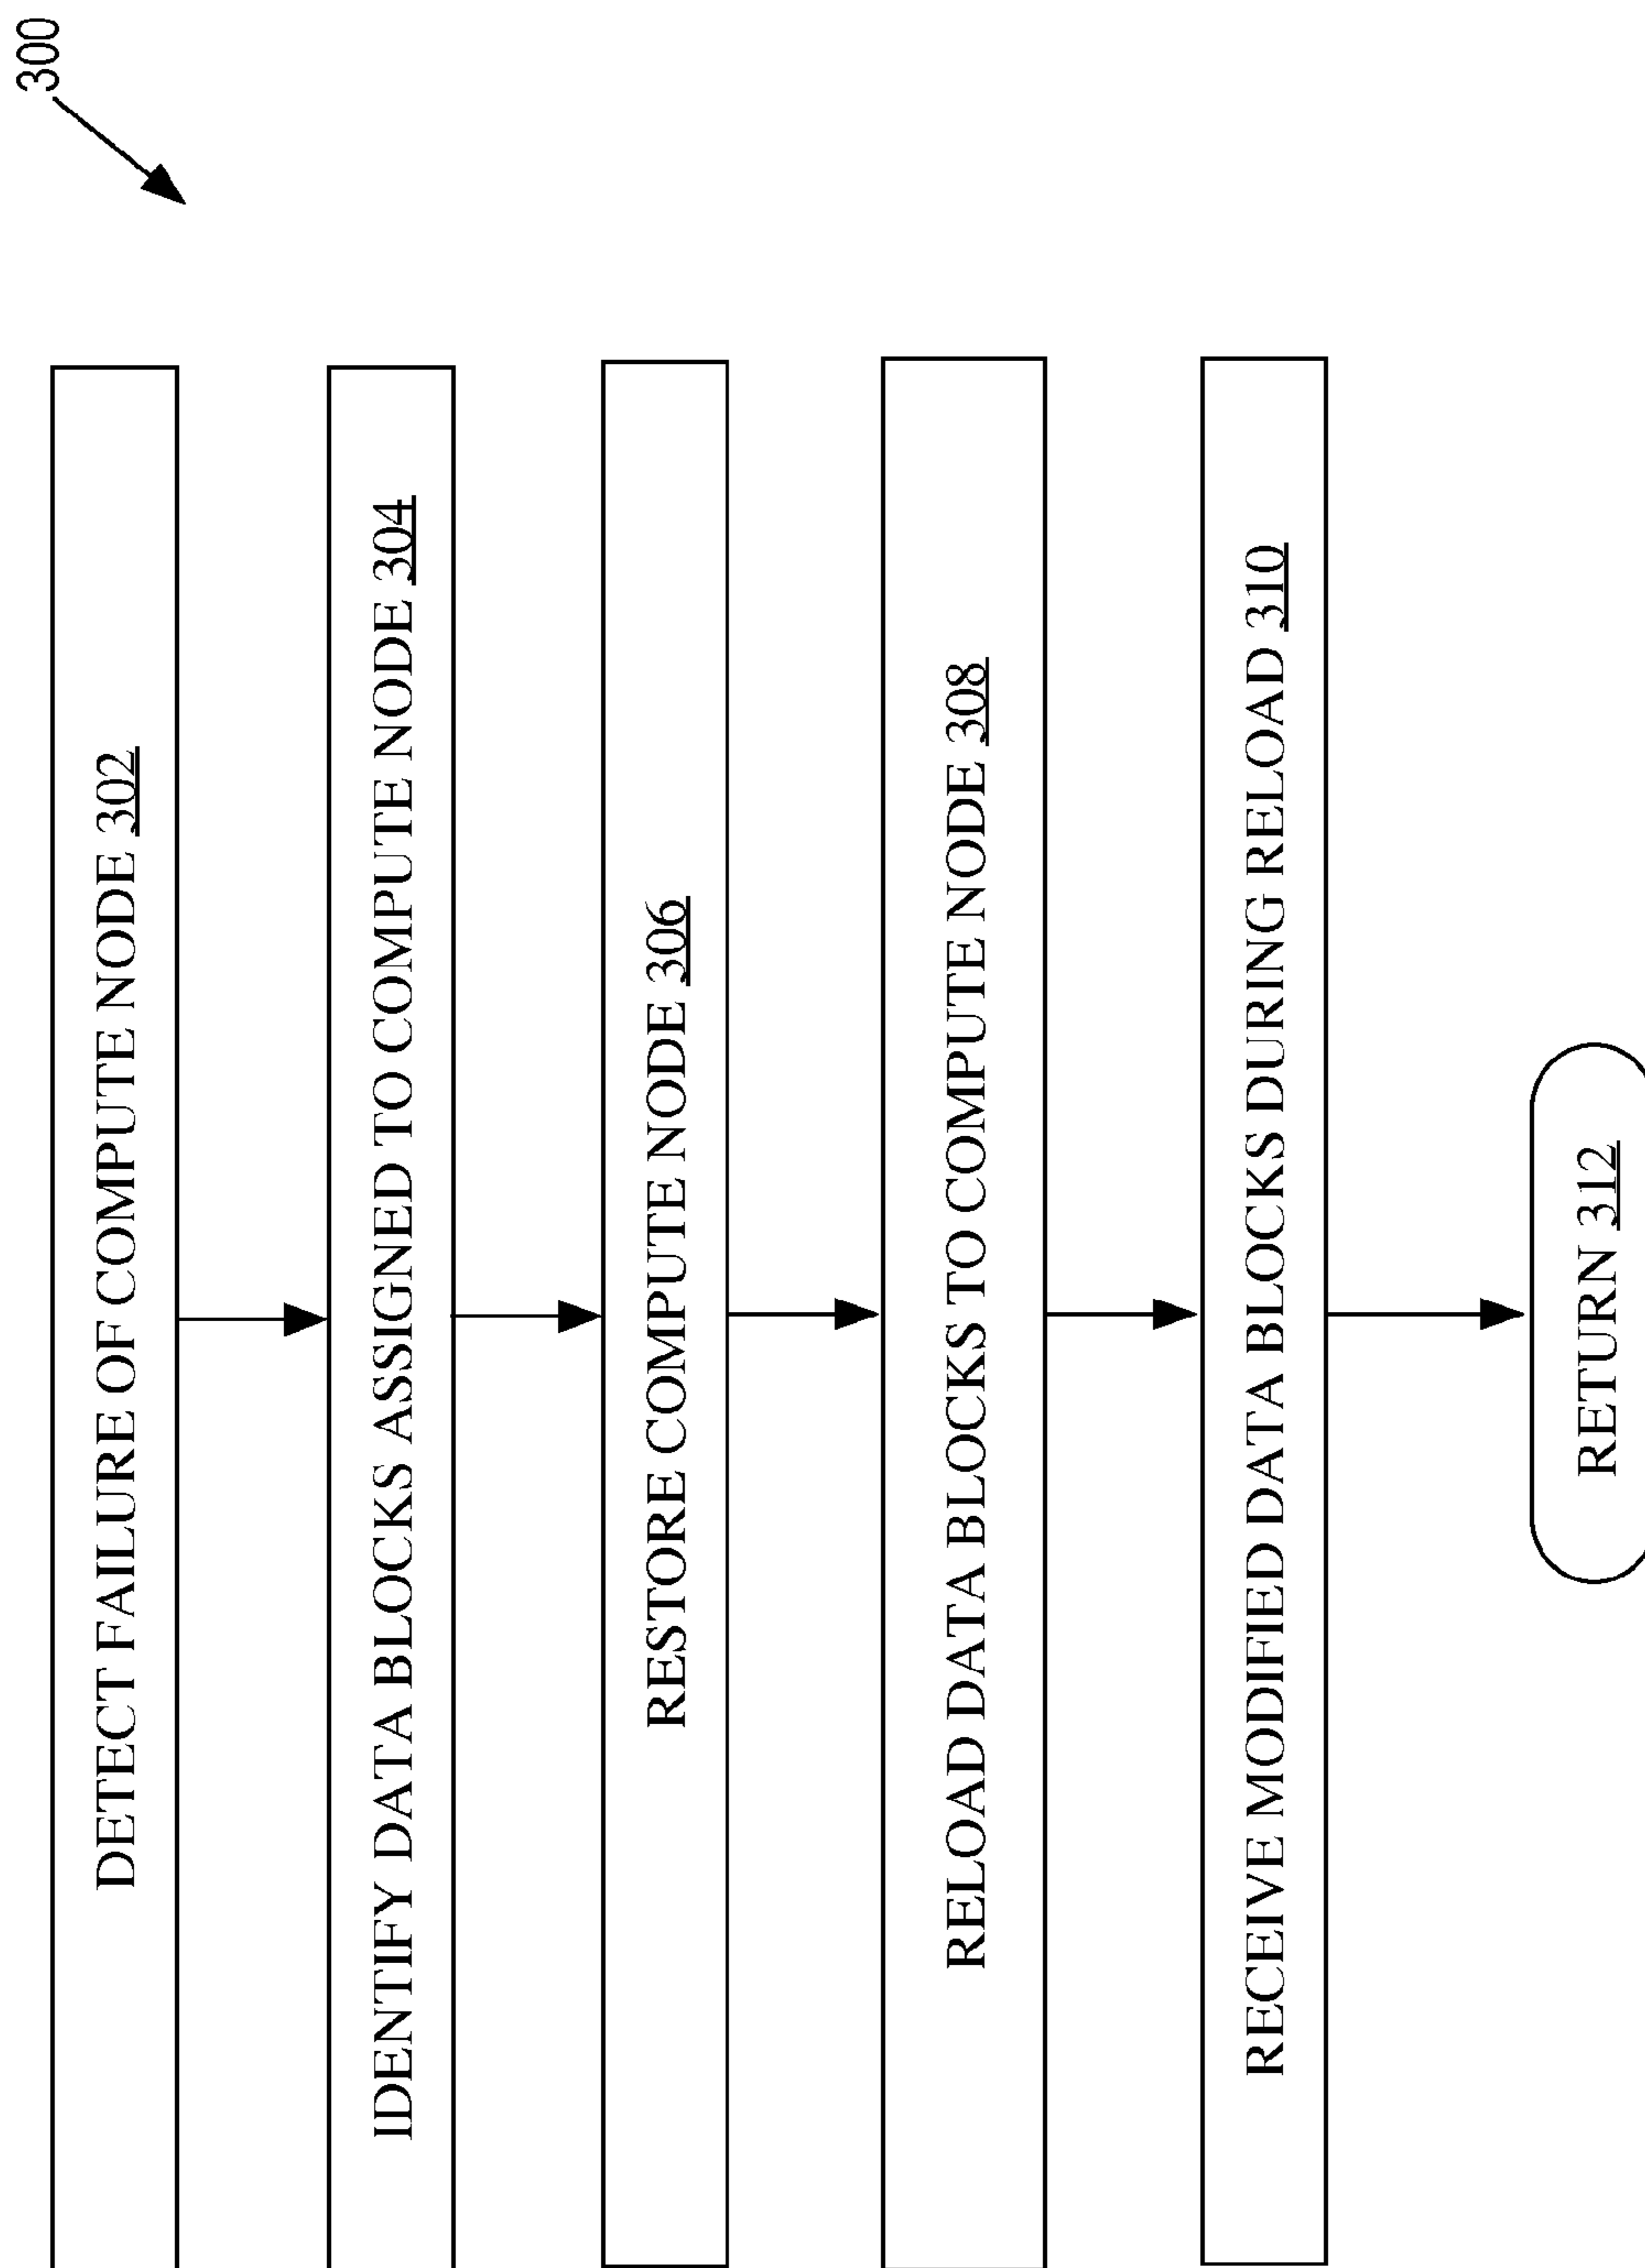 300
DETECT FAILURE OF COMPUTE NODE 302
IDENTIFY DATA BLOCKS ASSIGNED TO COMPUTE NODE 304
RESTORE COMPUTE NODE 306
RELOAD DATA BLOCKS TO COMPUTE NODE 308
RECEIVE MODIFIED DATA BLOCKS DURING RELOAD 310
RETURN 312